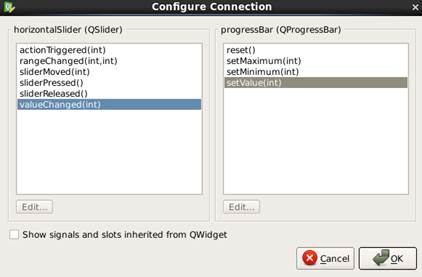 Configure Connection
horizontalSlider (QSlider)
actionTriggered(int)
rangeChanged(int,int)
sliderMoved(int)
sliderPressed()
sliderReleased()
valueChanged(int)
Edit...
progressBar (QProgressBar)
reset()
setMaximum(int)
setMinimum(int)
setValue(int)
Edit...
Show signals and slots inherited from QWidget
Cancel
OK